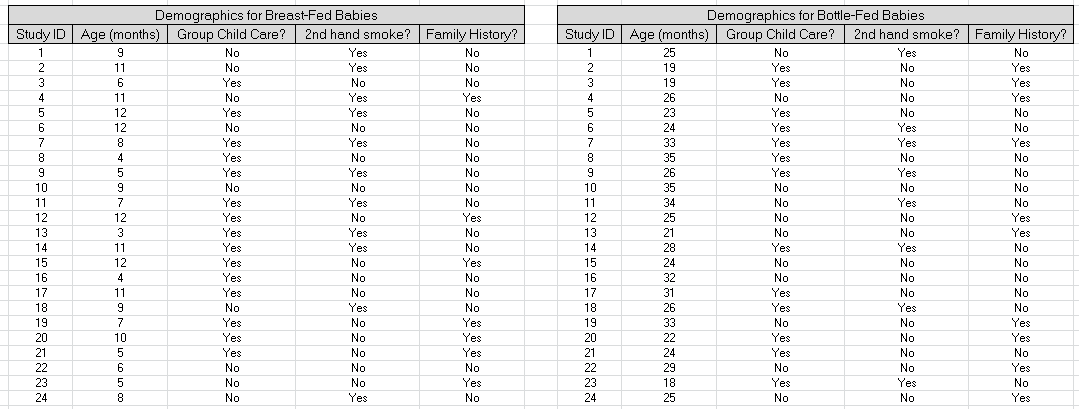 Demographics for Breast-Fed Babies Demographics for Bottle-Fed Babies
Study ID Age (months) Group Child Care? 2nd hand smoke? Family History? Study ID Age (months) Group Child Care? 2nd hand smoke? Family History?
1 9 No Yes No 1 25 No Yes No
2 11 No Yes No 2 19 Yes No Yes
3 6 Yes No No 3 19 Yes No Yes
4 11 No Yes Yes 4 26 No No Yes
5 12 Yes Yes No 5 23 Yes No No
6 12 No No No 6 24 Yes Yes No
7 8 Yes Yes No 7 33 Yes Yes Yes
8 4 Yes No No 8 35 Yes No No
9 5 Yes Yes No 9 26 Yes Yes No
10 9 No No No 10 35 No No No
11 7 Yes Yes No 11 34 No Yes No
12 12 Yes No Yes 12 25 No No Yes
13 3 Yes Yes No 13 21 No No Yes
14 11 Yes Yes No 14 28 Yes Yes No
15 12 Yes No Yes 15 24 No No No
16 4 Yes No No 16 32 No No No
17 11 Yes No No 17 31 Yes No No
18 9 No Yes No 18 26 Yes Yes No
19 7 Yes No Yes 19 33 No No Yes
20 10 Yes No Yes 20 22 Yes No Yes
21 5 Yes No Yes 21 24 Yes No No
22 6 No No No 22 29 No No Yes
23 5 No No Yes 23 18 Yes Yes No
24 8 No Yes No 24 25 No No Yes